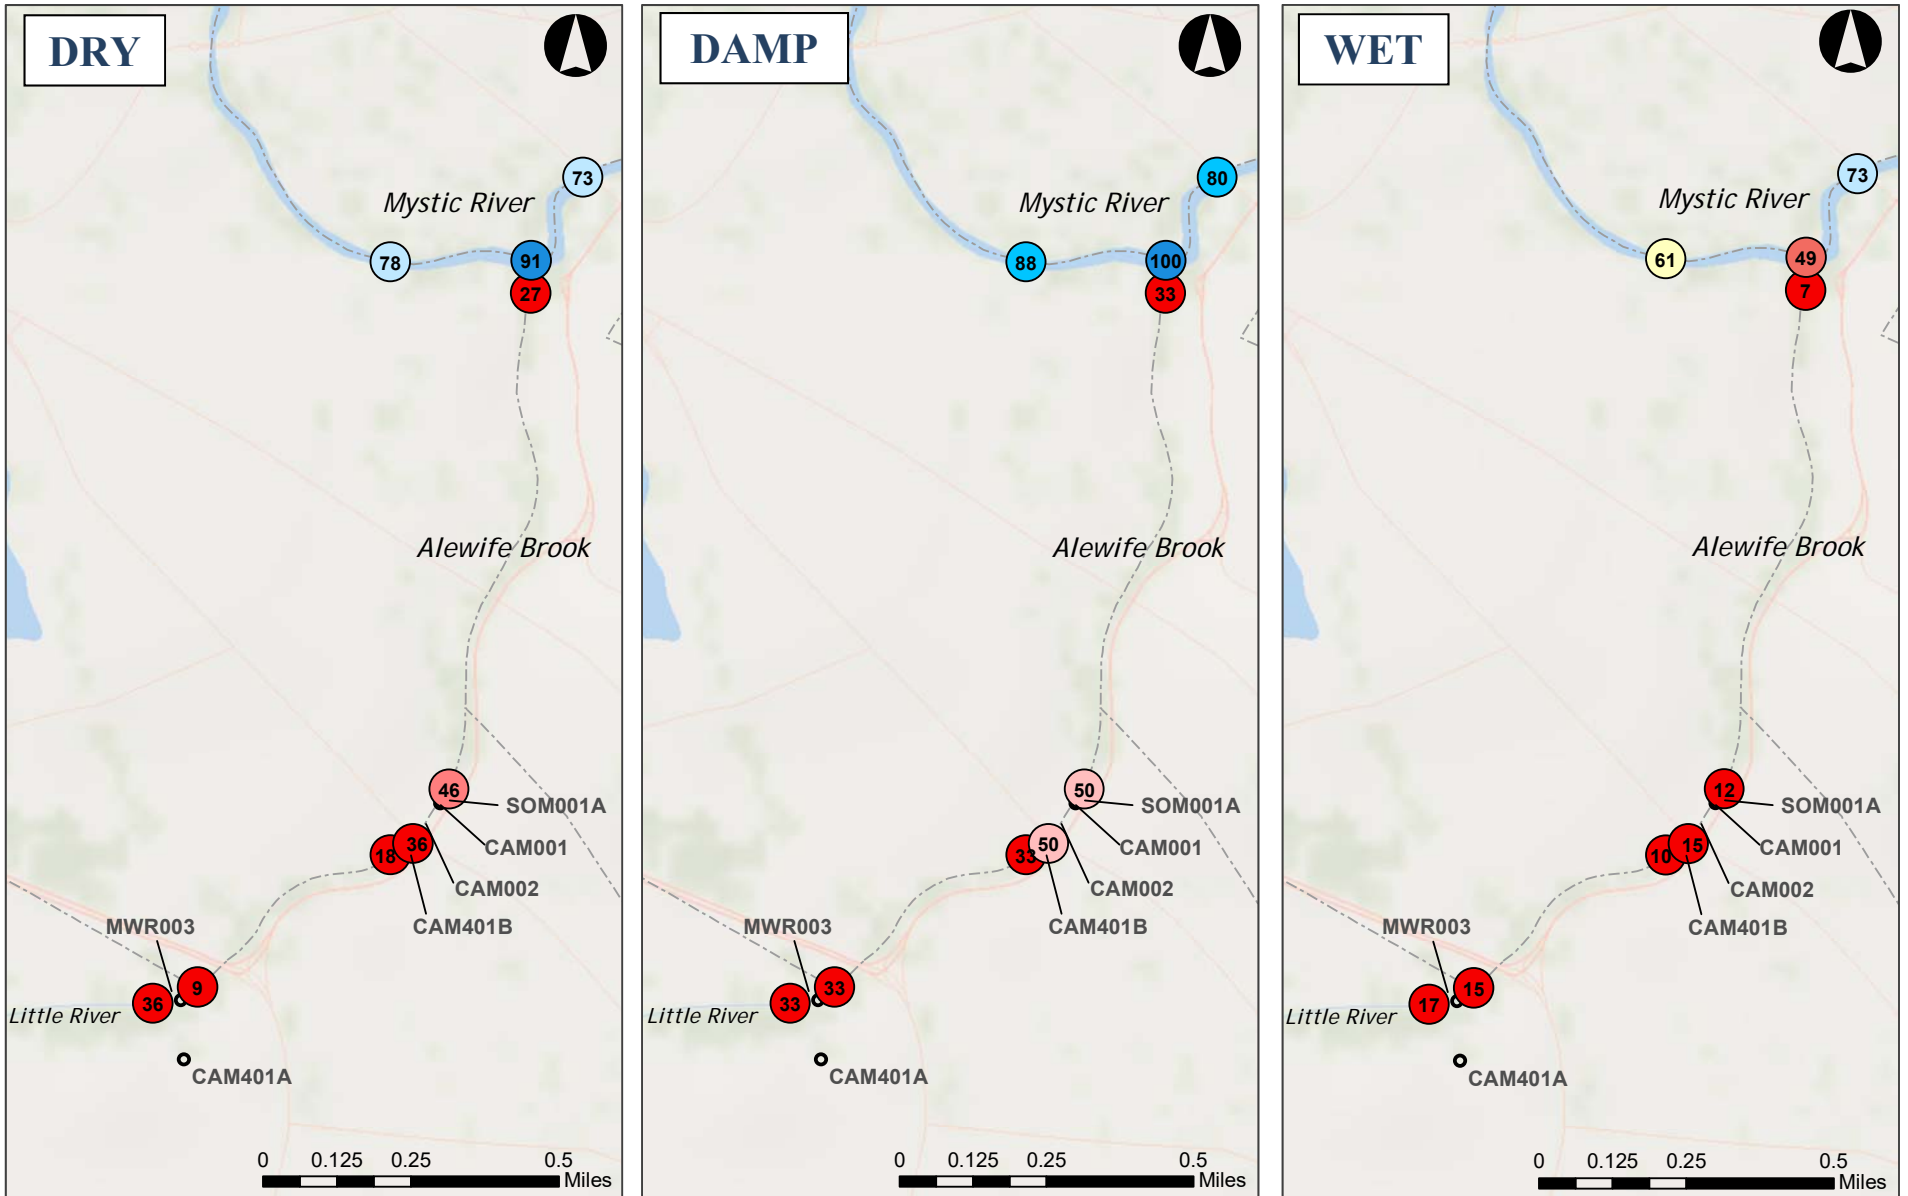 DRY
73
Mystic River
78
91
27
Alewife Brook
46
SOM001A
CAM001
18
36
CAM002
CAM401B
MWR003
9
36
Little River
CAM401A
0 0.125 0.25 0.5
Miles
DAMP
80
Mystic River
88
100
33
Alewife Brook
50
SOM001A
CAM001
33
50
CAM002
CAM401B
MWR003
33
33
Little River
CAM401A
0 0.125 0.25 0.5
Miles
WET
73
Mystic River
61
49
7
Alewife Brook
12
SOM001A
CAM001
10
15
CAM002
CAM401B
MWR003
15
17
Little River
CAM401A
0 0.125 0.25 0.5
Miles